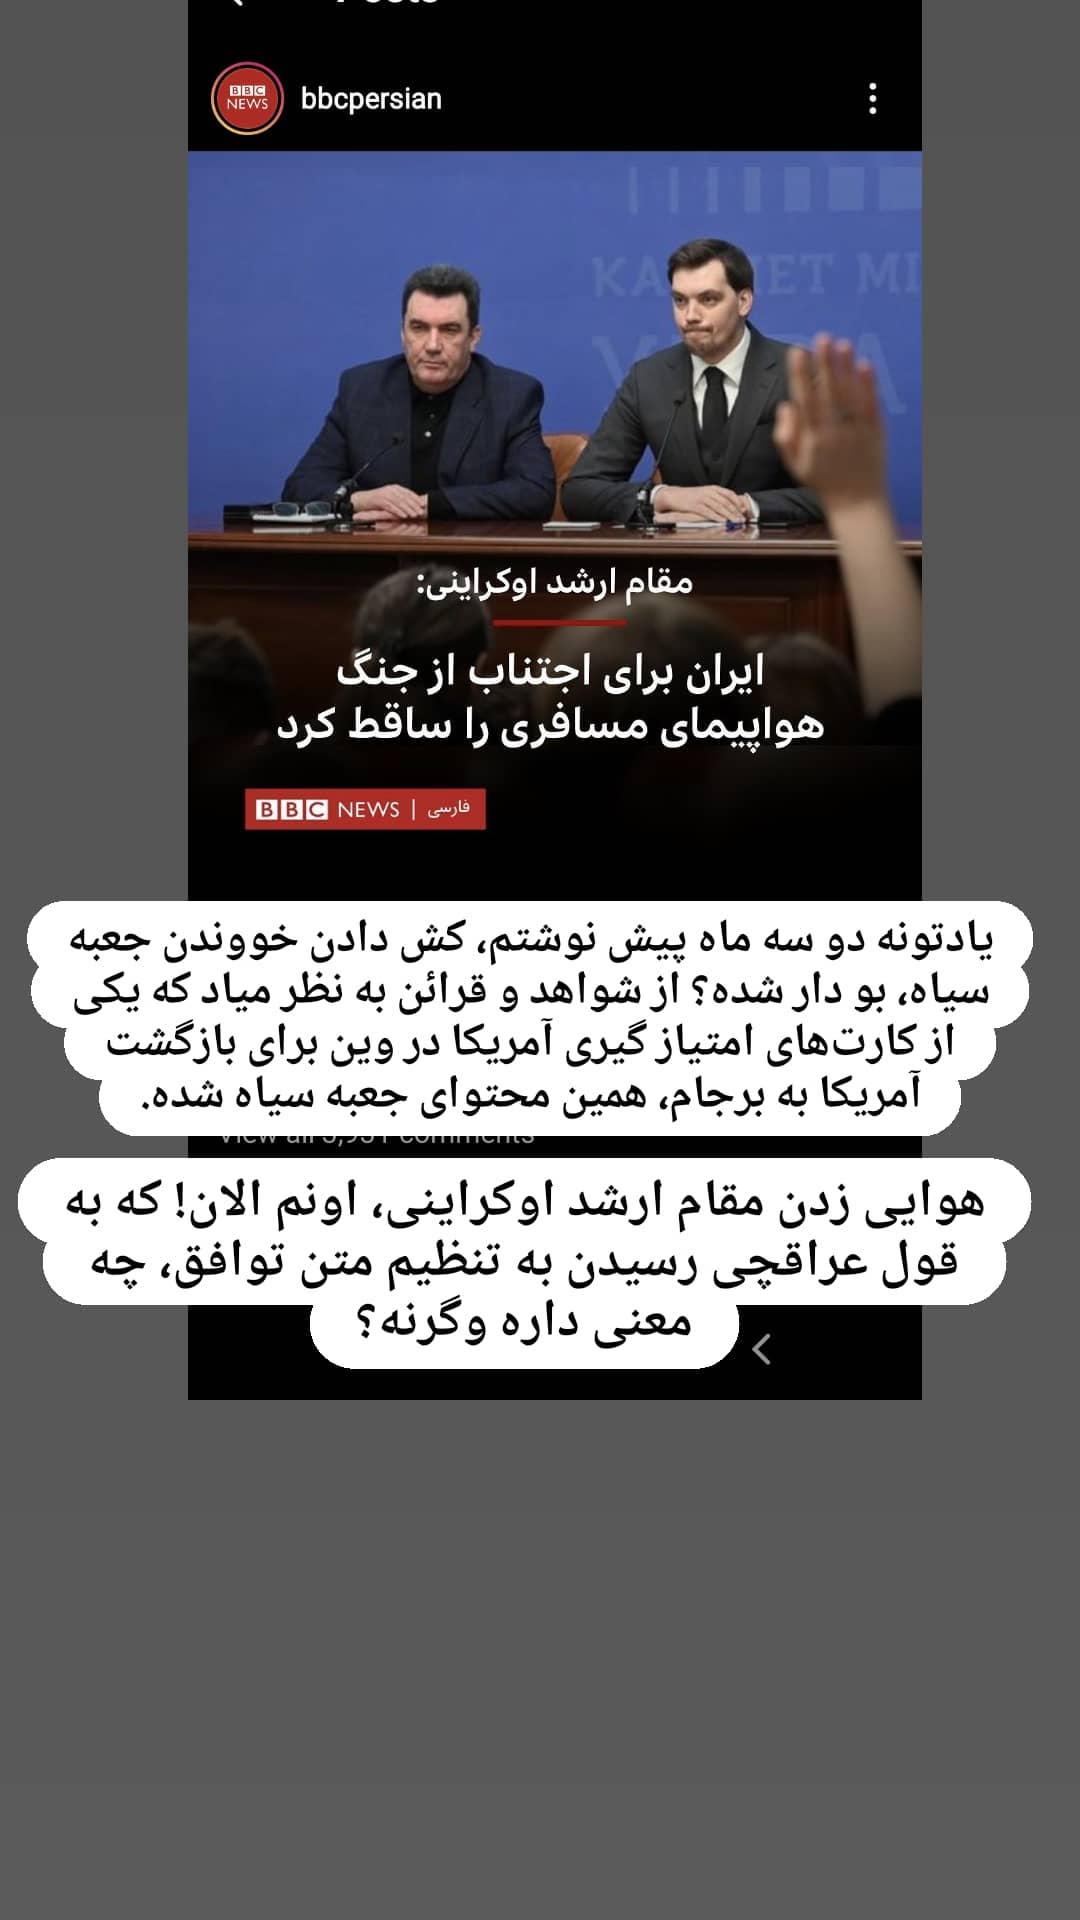 bbcpersian
BBC
NEWS
مقام ارشد اوکراینی:
ایران برای اجتناب از جنگ
هواپیمای مسافری را ساقط کرد
BBC NEWS | فارسی
یادتونه دو سه ماه پیش نوشتم، کش دادن خووندن جعبه
سیاه، بو دار شده؟ از شواهد و قرائن به نظر میاد که یکی
از کارت‌های امتیاز گیری آمریکا در وین برای بازگشت
آمریکا به برجام، همین محتوای جعبه سیاه شده.
View all comments
هوایی زدن مقام ارشد اوکراینی، اونم الان! که به
قول عراقچی رسیدن به تنظیم متن توافق، چه
معنی داره وگرنه؟